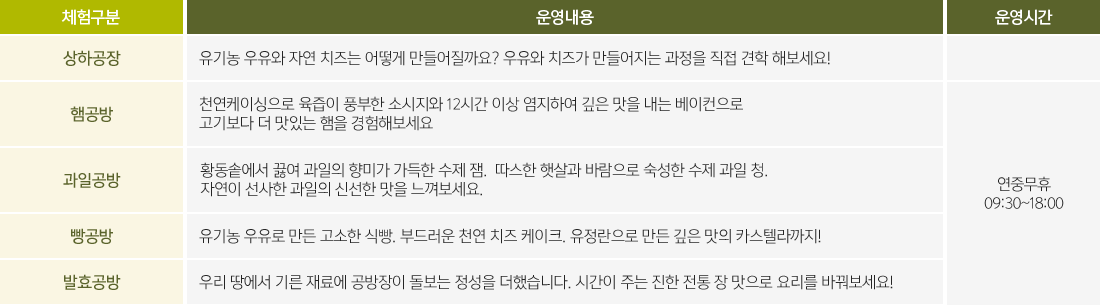 체험구분 운영내용 운영시간
상하공장 유기농 우유와 자연 치즈는 어떻게 만들어질까요? 우유와 치즈가 만들어지는 과정을 직접 견학 해보세요!
햄공방 천연케이싱으로 육즙이 풍부한 소시지와 12시간 이상 염지하여 깊은 맛을 내는 베이컨으로
고기보다 더 맛있는 햄을 경험해보세요
과일공방 황동솥에서 끓여 과일의 향미가 가득한 수제 잼. 따스한 햇살과 바람으로 숙성한 수제 과일 청.
자연이 선사한 과일의 신선한 맛을 느껴보세요.
연중무휴
09:30~18:00
빵공방 유기농 우유로 만든 고소한 식빵. 부드러운 천연 치즈 케이크. 유정란으로 만든 깊은 맛의 카스텔라까지!
발효공방 우리 땅에서 기른 재료에 공방장이 돌보는 정성을 더했습니다. 시간이 주는 진한 전통 장 맛으로 요리를 바꿔보세요!